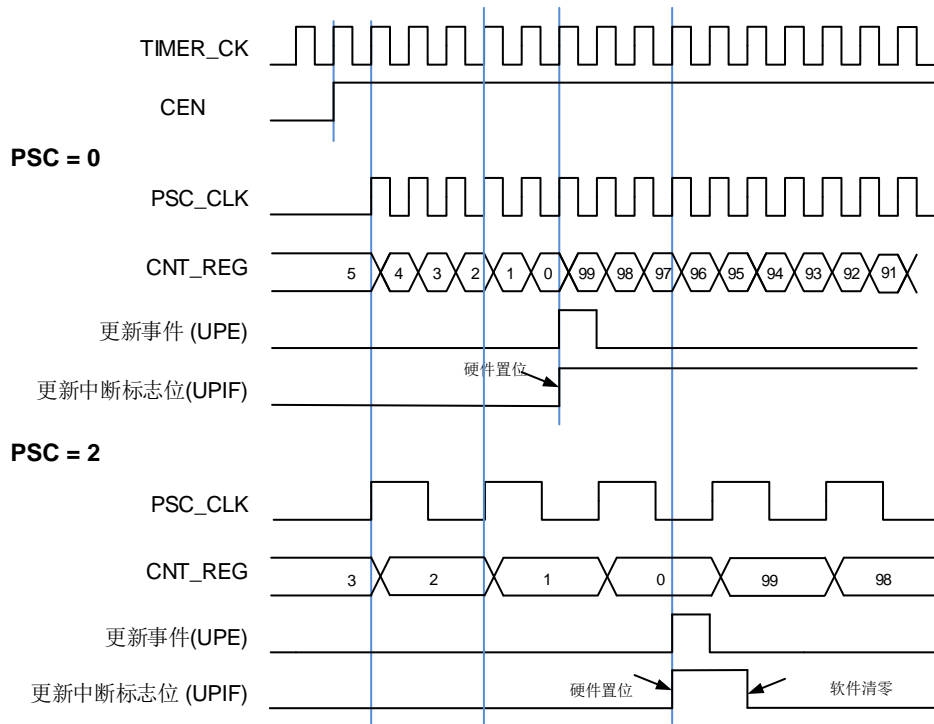 TIMER_CK
CEN
PSC = 0
PSC_CLK
CNT_REG 5 4 3 2 1 0 99 98 97 96 95 94 93 92 91
更新事件 (UPE)
硬件置位
更新中断标志位(UPIF)
PSC = 2
PSC_CLK
CNT_REG 3 2 1 0 99 98
更新事件(UPE)
更新中断标志位 (UPIF) 硬件置位 软件清零